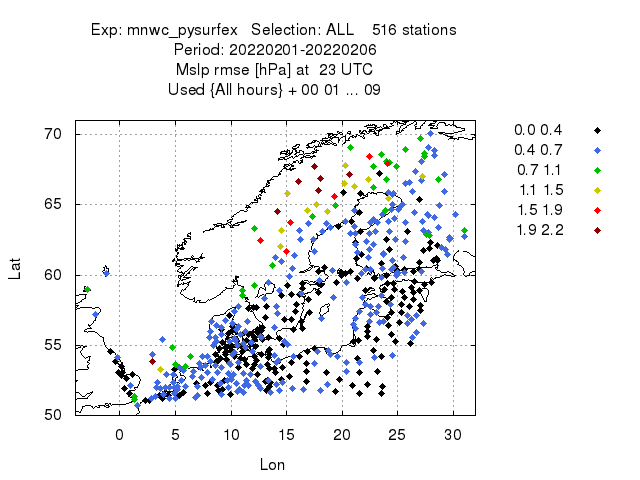 Exp: mnwc_pysurfex Selection: ALL 516 stations
Period: 20220201-20220206
Mslp rmse [hPa] at 23 UTC
Used {All hours} + 00 01 ... 09
0.0 0.4
0.4 0.7
0.7 1.1
1.1 1.5
1.5 1.9
1.9 2.2
70
65
60
55
50
Lat
0 5 10 15 20 25 30
Lon